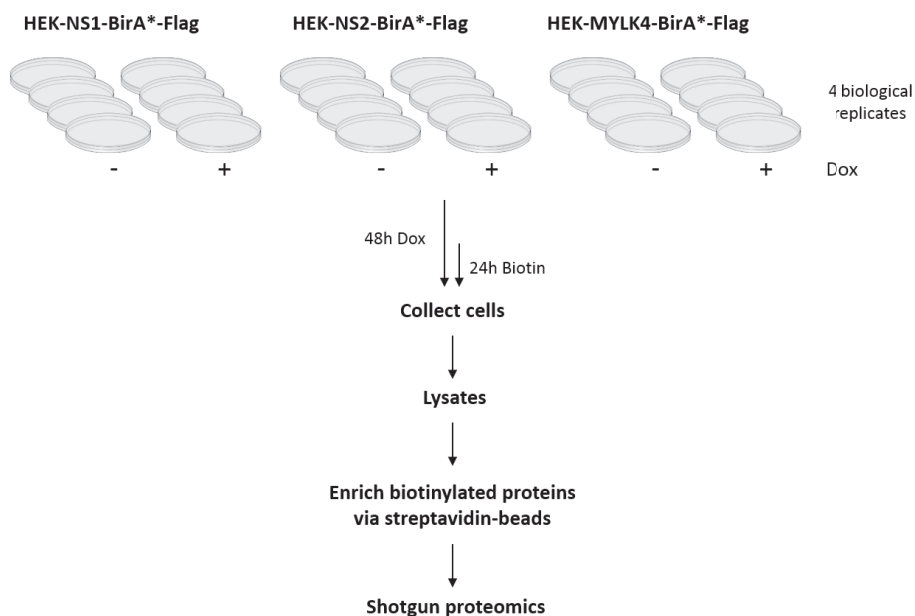 HEK-NS1-BirA*-Flag HEK-NS2-BirA*-Flag HEK-MYLK4-BirA*-Flag
4 biological
replicates
- + - + - + Dox
48h Dox
24h Biotin
Collect cells
Lysates
Enrich biotinylated proteins
via streptavidin-beads
Shotgun proteomics